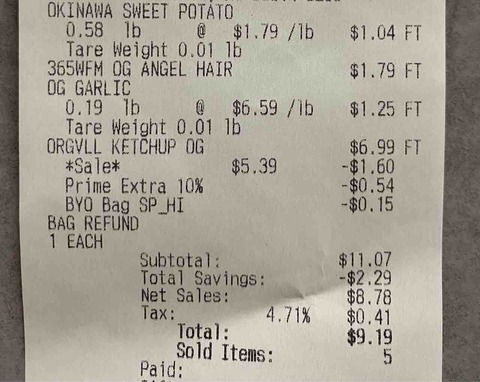 OKINAWA SWEET POTATO
0.58 lb @ $1.79 /lb $1.04 FT
Tare Weight 0.01 lb
365WFM OG ANGEL HAIR $1.79 FT
OG GARLIC
0.19 lb @ $6.59 /lb $1.25 FT
Tare Weight 0.01 lb
ORGVLL KETCHUP OG $6.99 FT
*Sale* $5.39 -$1.60
Prime Extra 10% -$0.54
BYO Bag SP_HI -$0.15
BAG REFUND
1 EACH
Subtotal: $11.07
Total Savings: -$2.29
Net Sales: $8.78
Tax: 4.71% $0.41
Total: $9.19
Sold Items: 5
Paid: